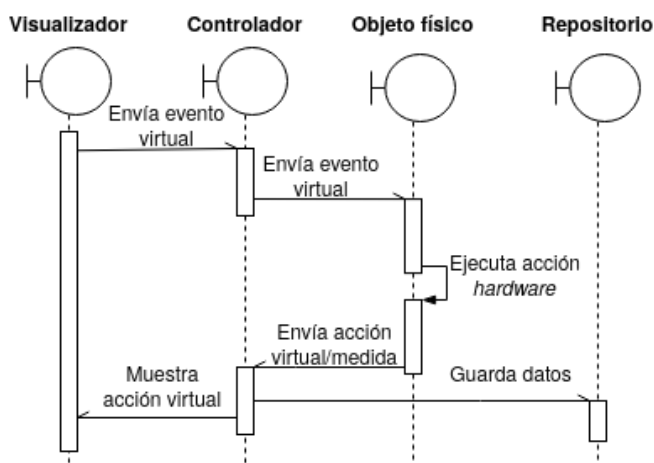 Visualizador
Controlador
Objeto físico
Repositorio
Envía evento
virtual
Envía evento
virtual
Ejecuta acción
hardware
Envía acción
virtual/medida
Muestra
acción virtual
Guarda datos